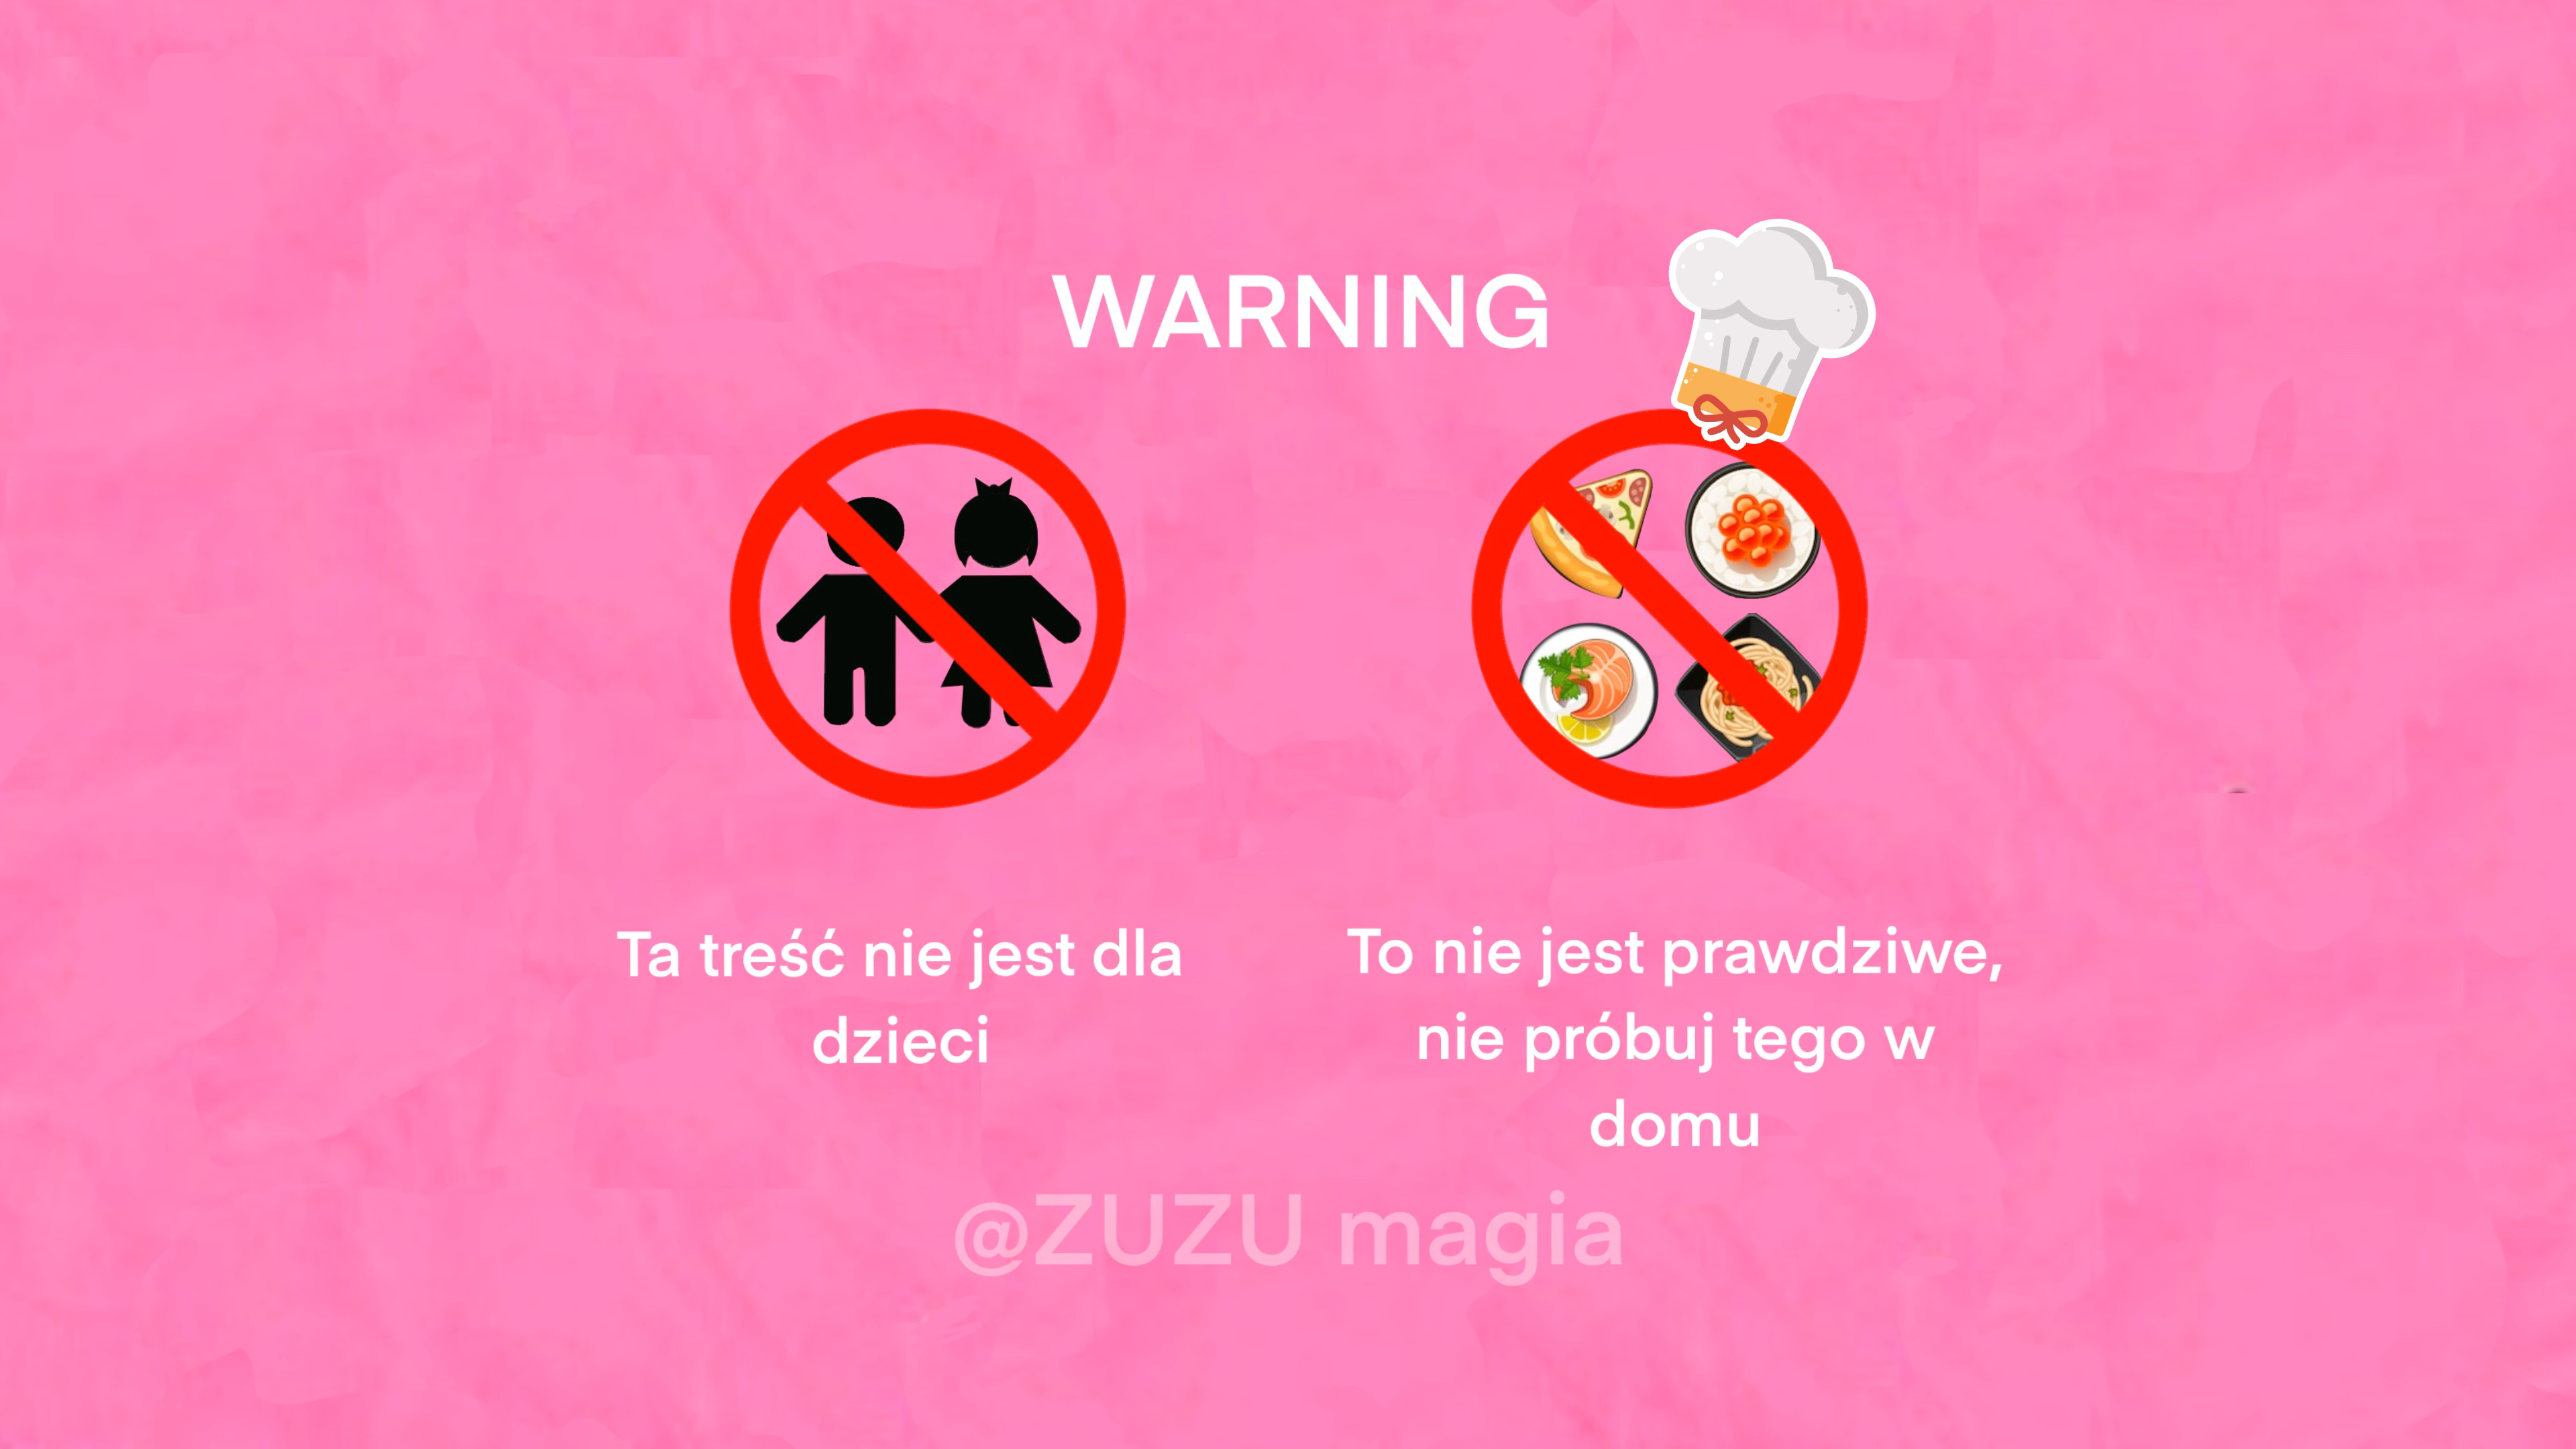 WARNING
Ta treść nie jest dla
dzieci
To nie jest prawdziwe,
nie próbuj tego w
domu
@ZUZU magia